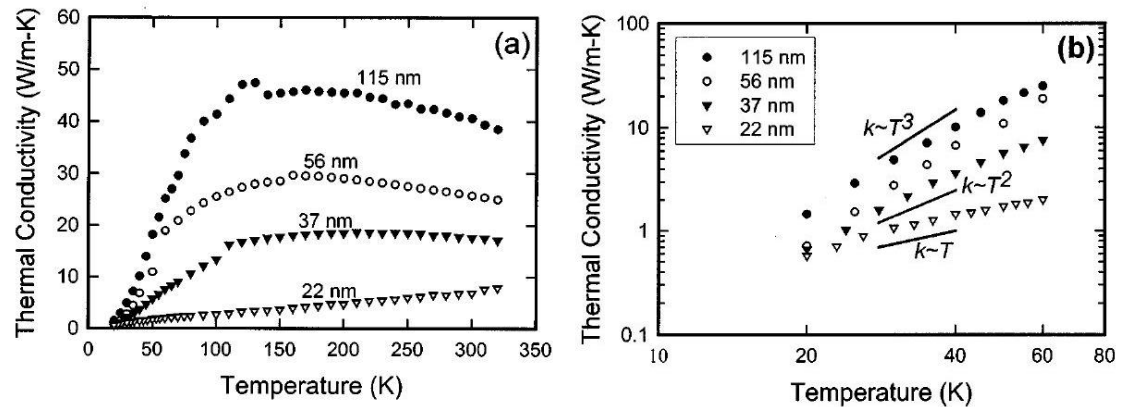 (a)
Thermal Conductivity (W/m-K)
60
50
40
30
20
10
0
115 nm
56 nm
37 nm
22 nm
0 50 100 150 200 250 300 350
Temperature (K)
(b)
Thermal Conductivity (W/m-K)
100
10
1
0.1
115 nm
56 nm
37 nm
22 nm
k~T³
k~T²
k~T
10 20 40 60 80
Temperature (K)